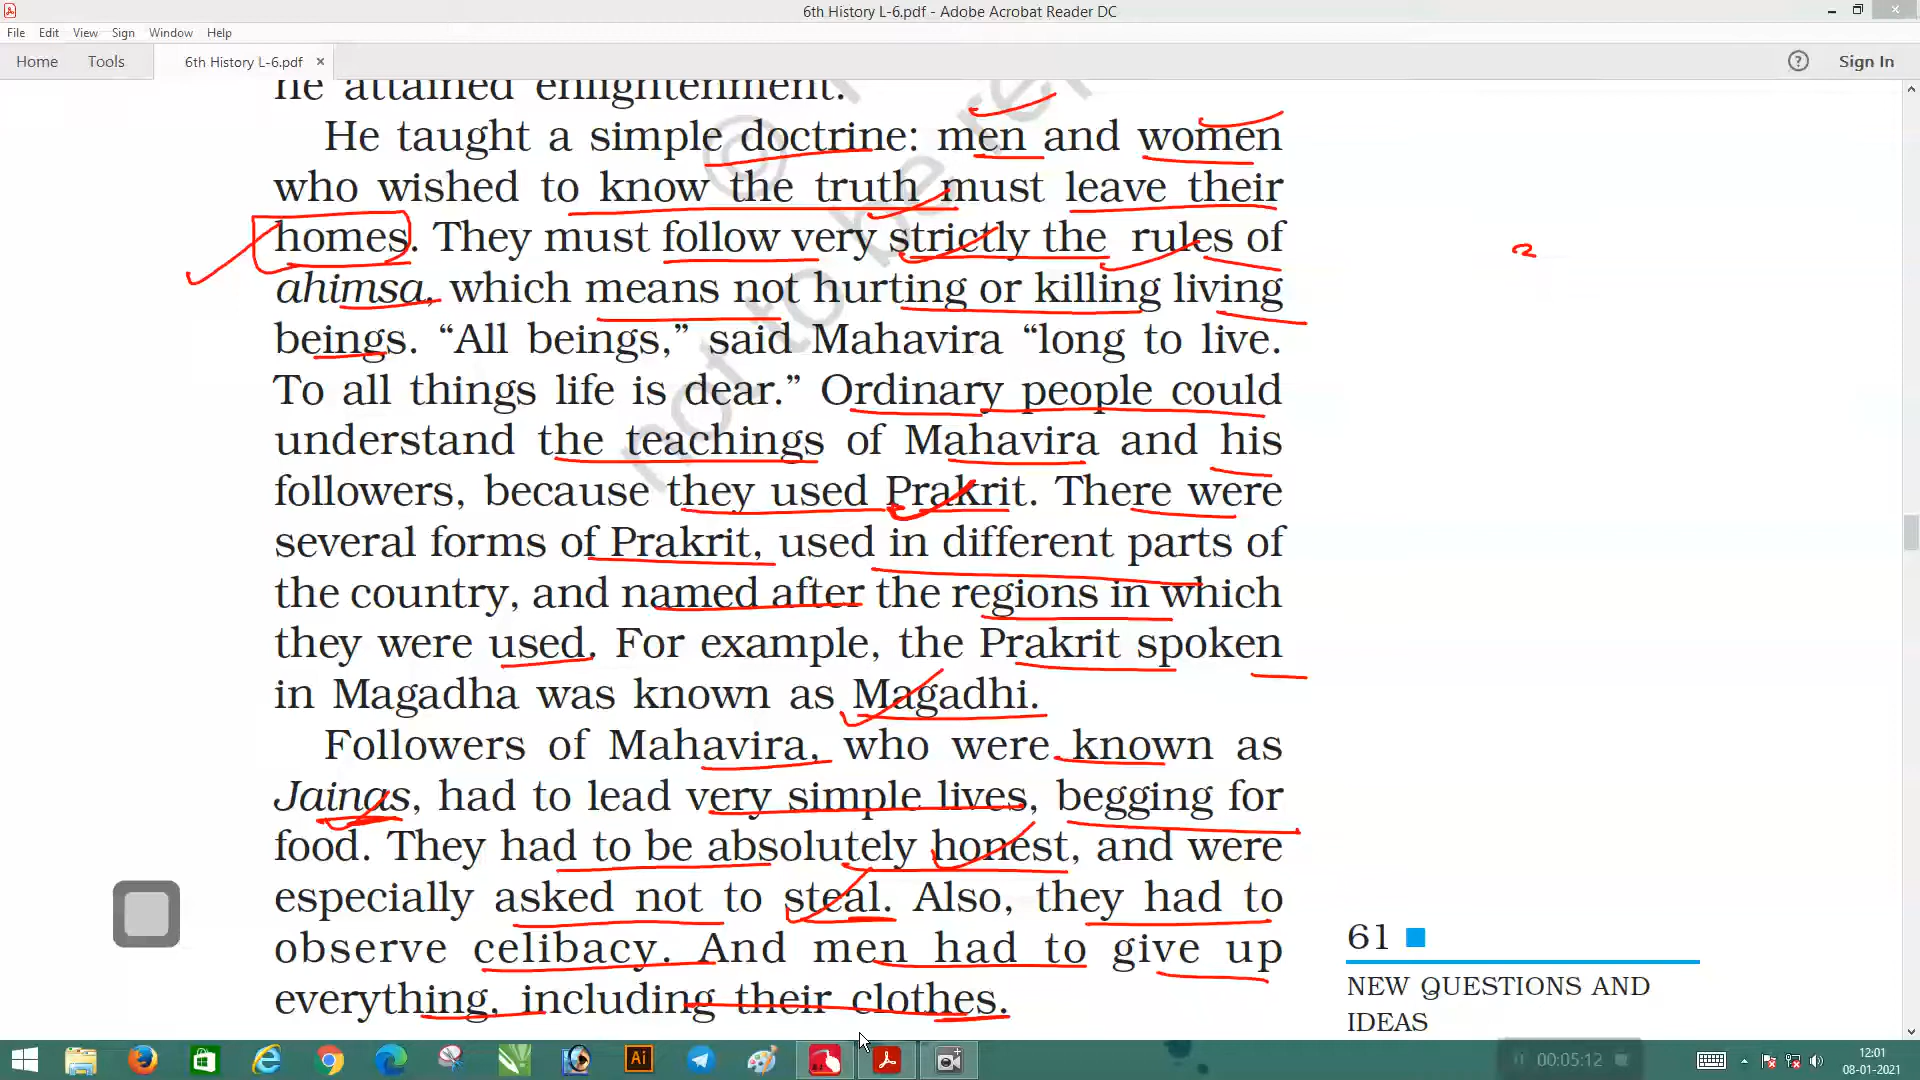 6th History L-6.pdf - Adobe Acrobat Reader DC
File Edit View Sign Window Help
Home Tools 6th History L-6.pdf × ? Sign In
he attained enlightenment.
He taught a simple doctrine: men and women
who wished to know the truth must leave their
homes. They must follow very strictly the rules of
ahimsa, which means not hurting or killing living
beings. “All beings,” said Mahavira “long to live.
To all things life is dear.” Ordinary people could
understand the teachings of Mahavira and his
followers, because they used Prakrit. There were
several forms of Prakrit, used in different parts of
the country, and named after the regions in which
they were used. For example, the Prakrit spoken
in Magadha was known as Magadhi.
Followers of Mahavira, who were known as
Jainas, had to lead very simple lives, begging for
food. They had to be absolutely honest, and were
especially asked not to steal. Also, they had to
observe celibacy. And men had to give up
everything, including their clothes.
©
not to be re
61
NEW QUESTIONS AND
IDEAS
Ai
00:05:12
12:01
08-01-2021